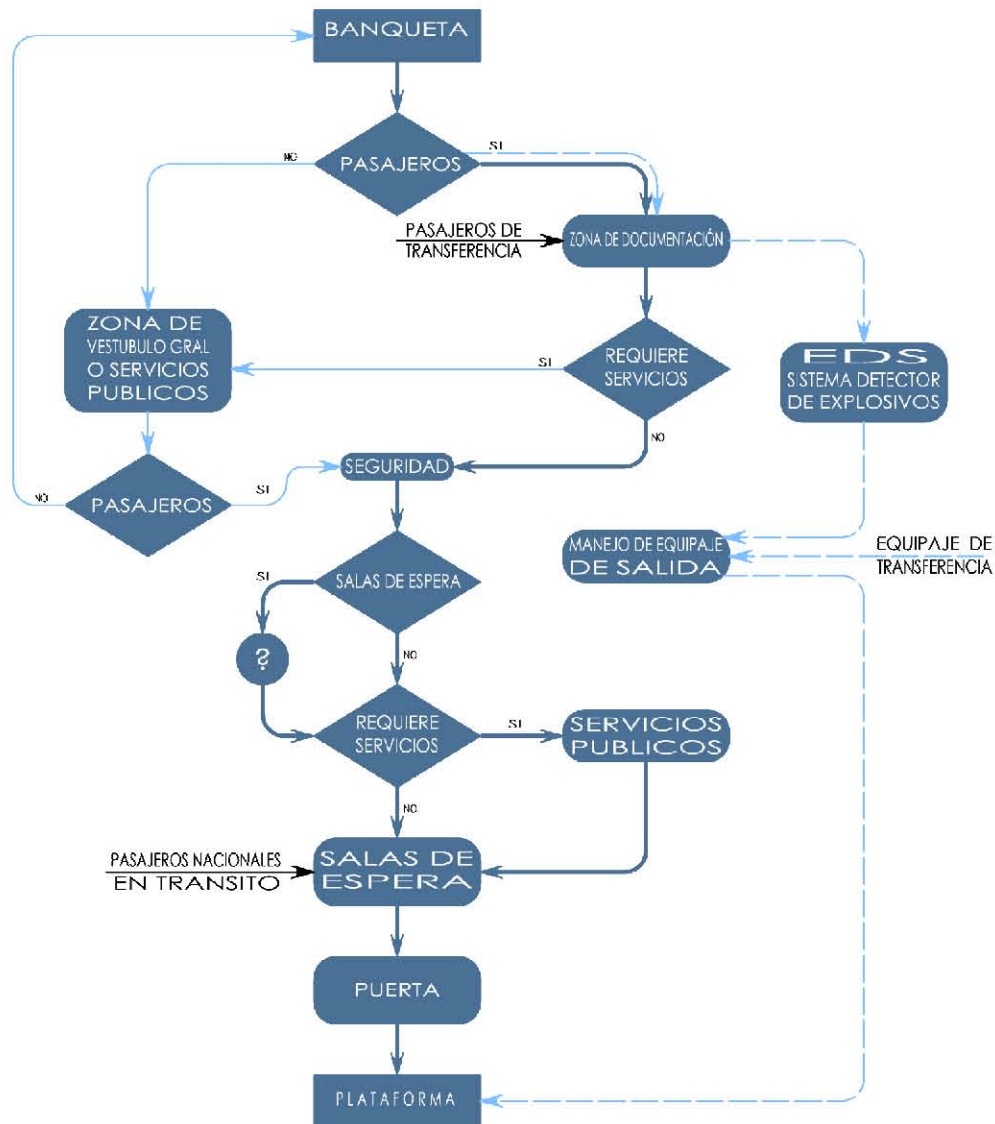 BANQUETA
PASAJEROS
NO
SI
PASAJEROS DE
TRANSFERENCIA
ZONA DE DOCUMENTACIÓN
ZONA DE
VESTUBULO GRAL
O SERVICIOS
PUBLICOS
SI
REQUIERE
SERVICIOS
EDS
SISTEMA DETECTOR
DE EXPLOSIVOS
NO
SEGURIDAD
NO
PASAJEROS
SI
MANEJO DE EQUIPAJE
DE SALIDA
EQUIPAJE DE
TRANSFERENCIA
SI
SALAS DE ESPERA
NO
?
REQUIERE
SERVICIOS
SI
SERVICIOS
PUBLICOS
NO
PASAJEROS NACIONALES
EN TRANSITO
SALAS DE
ESPERA
PUERTA
PLATAFORMA